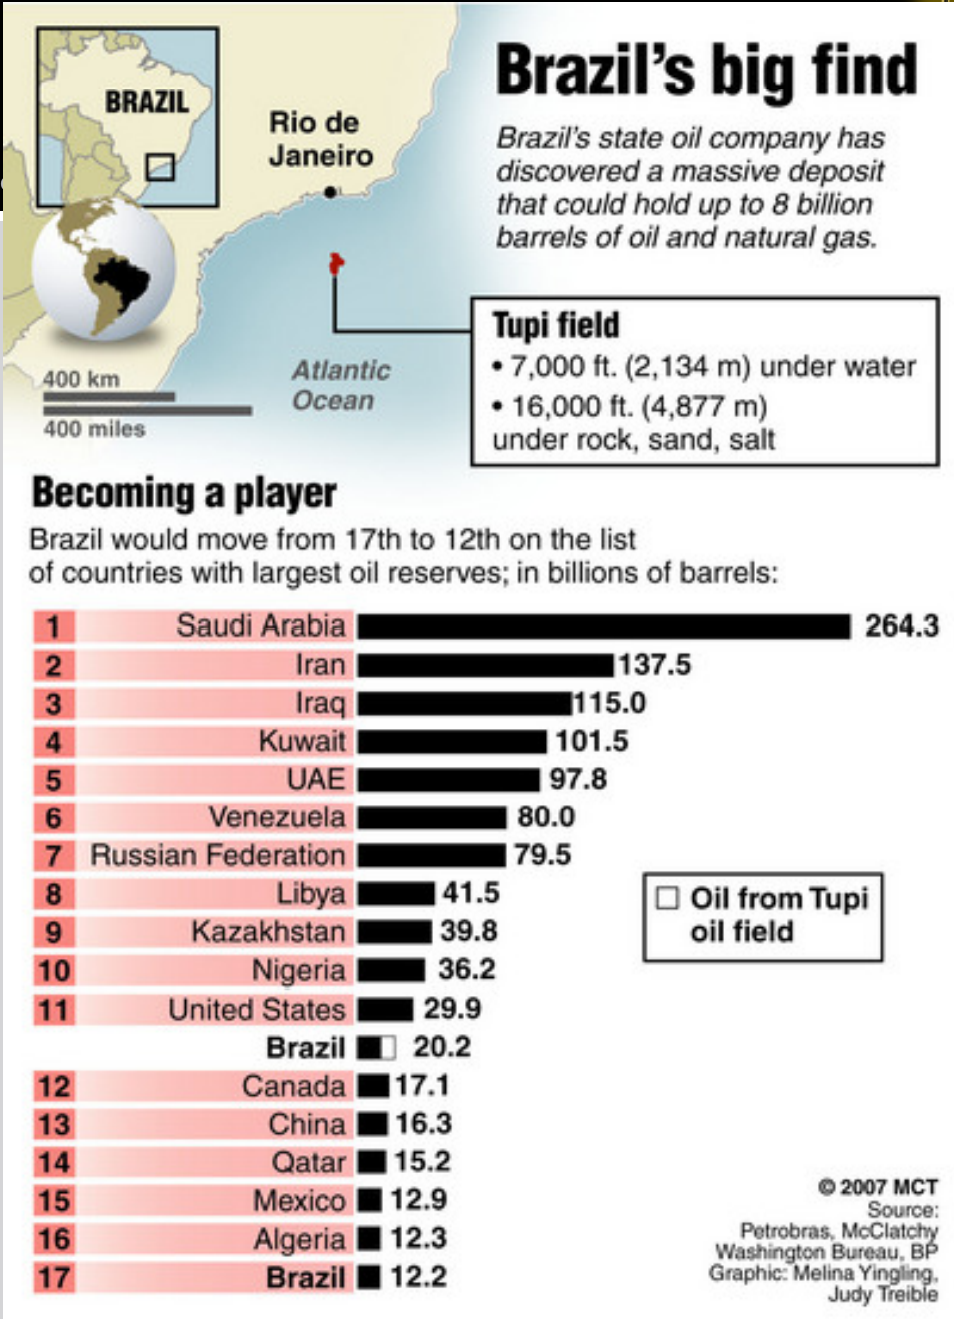 BRAZIL
Rio de
Janeiro
Brazil's big find
Brazil's state oil company has
discovered a massive deposit
that could hold up to 8 billion
barrels of oil and natural gas.
Tupi field
• 7,000 ft. (2,134 m) under water
• 16,000 ft. (4,877 m)
under rock, sand, salt
Atlantic
Ocean
400 km
400 miles
Becoming a player
Brazil would move from 17th to 12th on the list
of countries with largest oil reserves; in billions of barrels:
1 Saudi Arabia 264.3
2 Iran 137.5
3 Iraq 115.0
4 Kuwait 101.5
5 UAE 97.8
6 Venezuela 80.0
7 Russian Federation 79.5
8 Libya 41.5
9 Kazakhstan 39.8
10 Nigeria 36.2
11 United States 29.9
Brazil 20.2
12 Canada 17.1
13 China 16.3
14 Qatar 15.2
15 Mexico 12.9
16 Algeria 12.3
17 Brazil 12.2
Oil from Tupi
oil field
© 2007 MCT
Source:
Petrobras, McClatchy
Washington Bureau, BP
Graphic: Melina Yingling,
Judy Treible